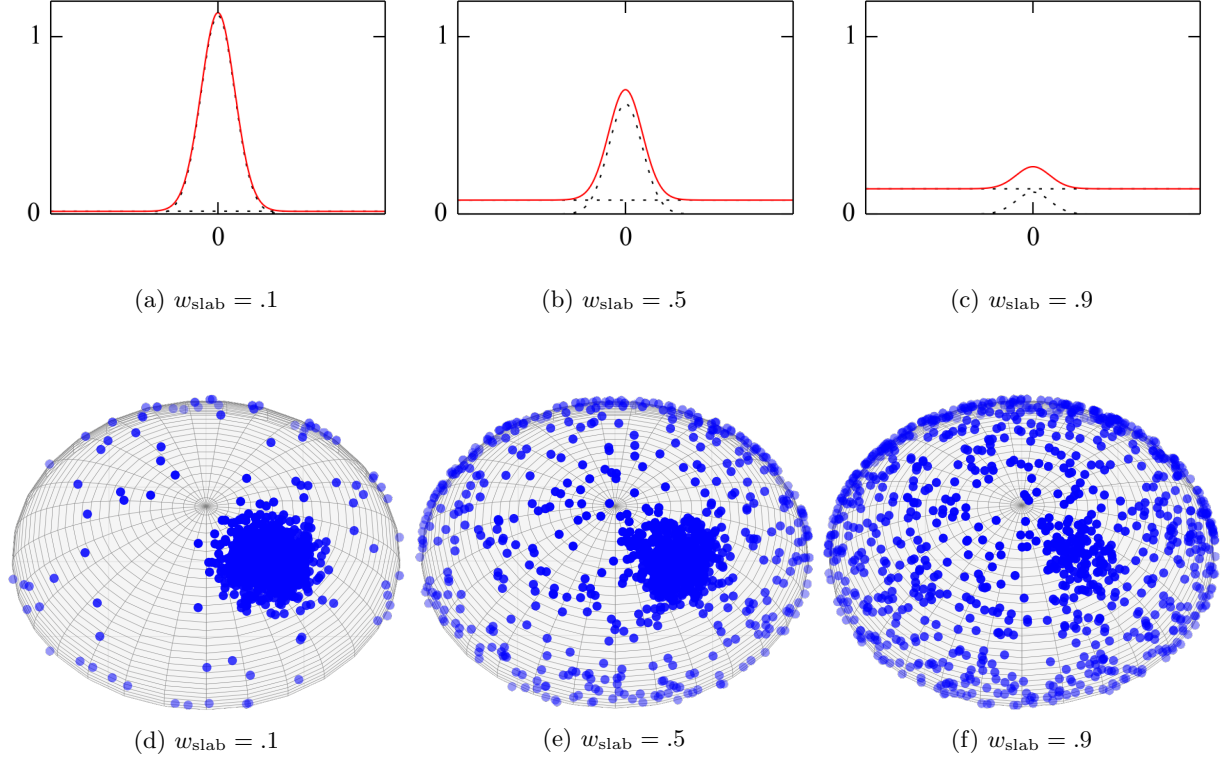 1 1 1
0 0 0
0 0 0
(a) w_slab = .1 (b) w_slab = .5 (c) w_slab = .9
(d) w_slab = .1 (e) w_slab = .5 (f) w_slab = .9